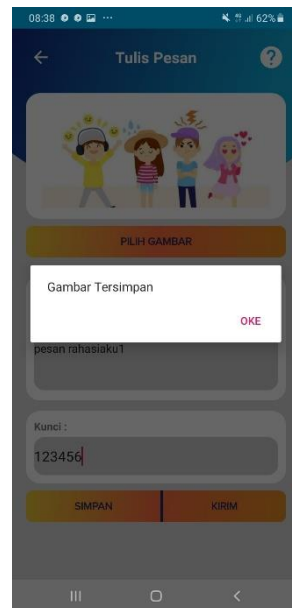 08:38
62%
Tulis Pesan
?
PILIH GAMBAR
Gambar Tersimpan
OKE
pesan rahasiaku1
Kunci :
123456
SIMPAN
KIRIM